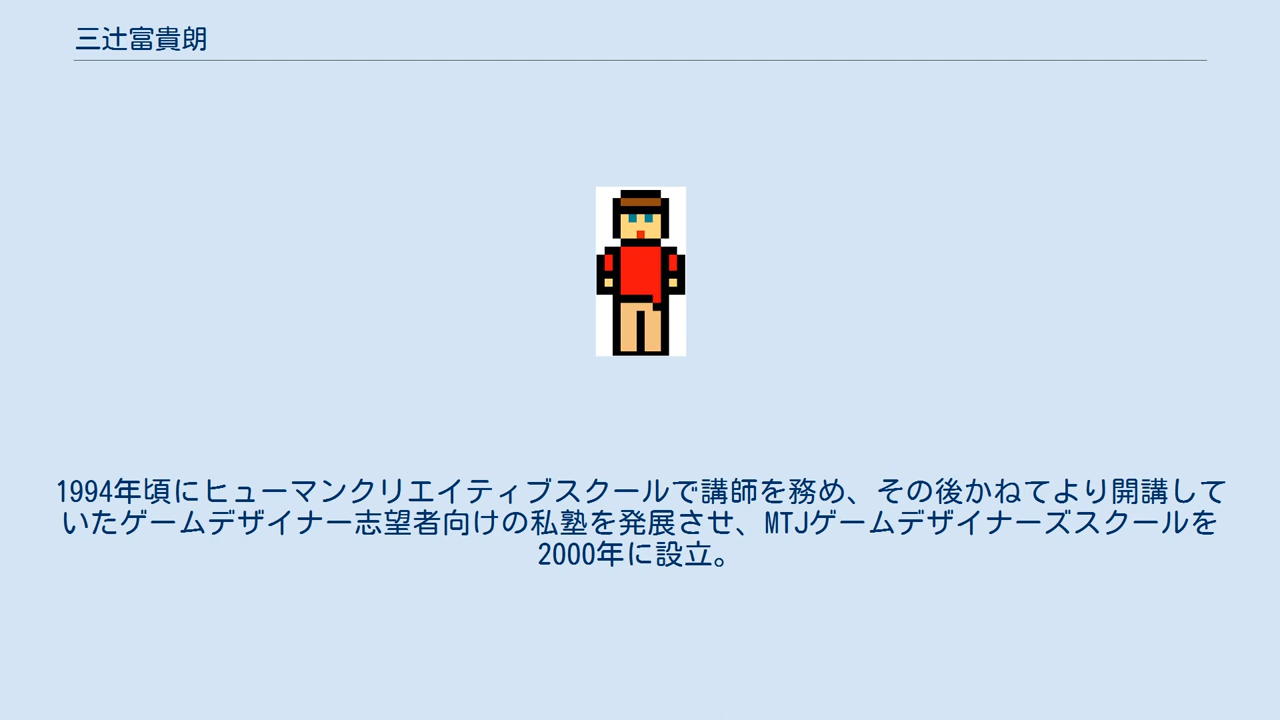 三辻富貴朗
1994年頃にヒューマンクリエイティブスクールで講師を務め、その後かねてより開講して
いたゲームデザイナー志望者向けの私塾を発展させ、MTJゲームデザイナーズスクールを
2000年に設立。